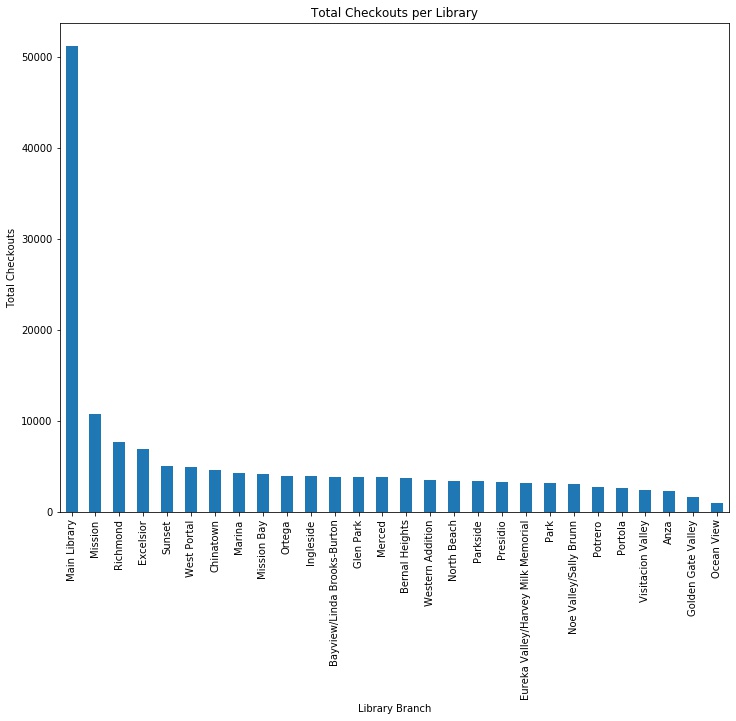 Total Checkouts per Library
Total Checkouts
50000
40000
30000
20000
10000
0
Main Library
Mission
Richmond
Excelsior
Sunset
West Portal
Chinatown
Marina
Mission Bay
Ortega
Ingleside
Bayview/Linda Brooks-Burton
Glen Park
Merced
Bernal Heights
Western Addition
North Beach
Parkside
Presidio
Eureka Valley/Harvey Milk Memorial
Park
Noe Valley/Sally Brunn
Potrero
Portola
Visitacion Valley
Anza
Golden Gate Valley
Ocean View
Library Branch